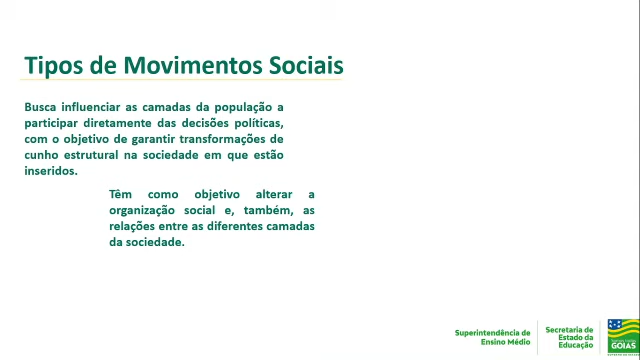 Tipos de Movimentos Sociais
Busca influenciar as camadas da população a
participar diretamente das decisões políticas,
com o objetivo de garantir transformações de
cunho estrutural na sociedade em que estão
inseridos.
Têm como objetivo alterar a
organização social e, também, as
relações entre as diferentes camadas
da sociedade.
Superintendência de
Ensino Médio
Secretaria de
Estado da
Educação
GOIÁS